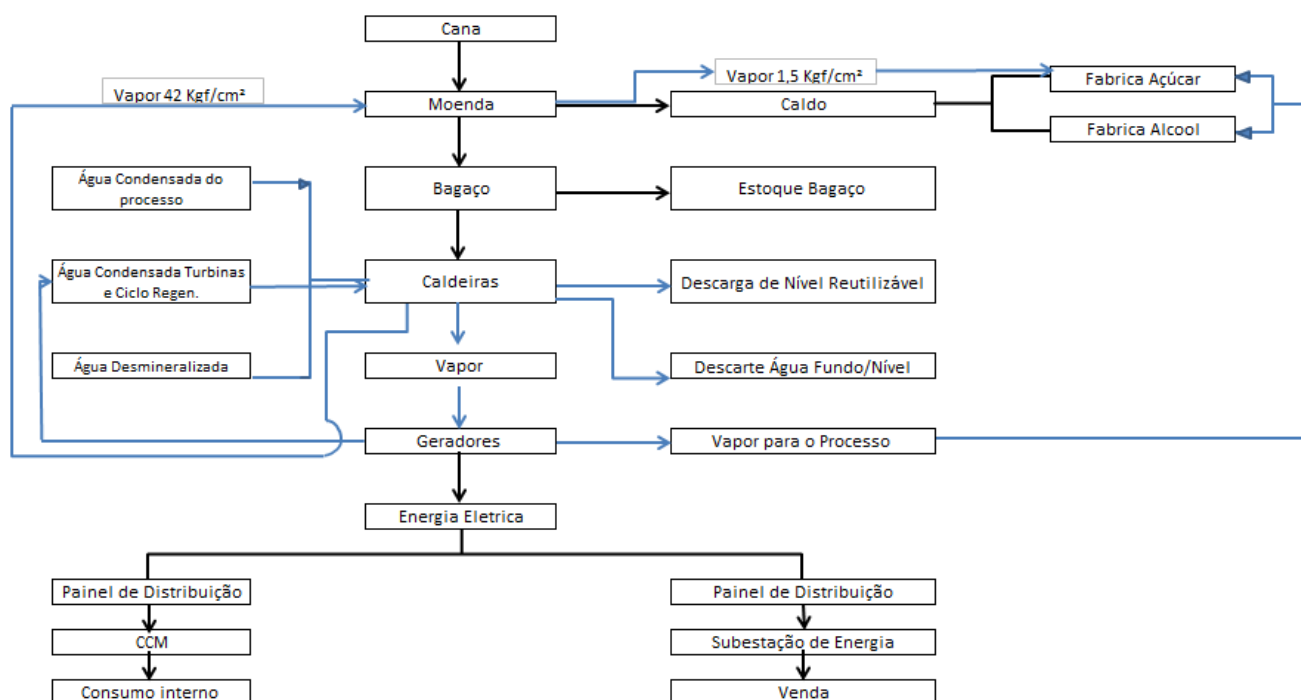 Cana
Vapor 42 Kgf/cm²
Vapor 1,5 Kgf/cm²
Fabrica Açúcar
Moenda
Caldo
Fabrica Alcool
Água Condensada do
processo
Bagaço
Estoque Bagaço
Água Condensada Turbinas
e Ciclo Regen.
Caldeiras
Descarga de Nível Reutilizável
Água Desmineralizada
Vapor
Descarte Água Fundo/Nível
Geradores
Vapor para o Processo
Energia Eletrica
Painel de Distribuição
Painel de Distribuição
CCM
Subestação de Energia
Consumo interno
Venda